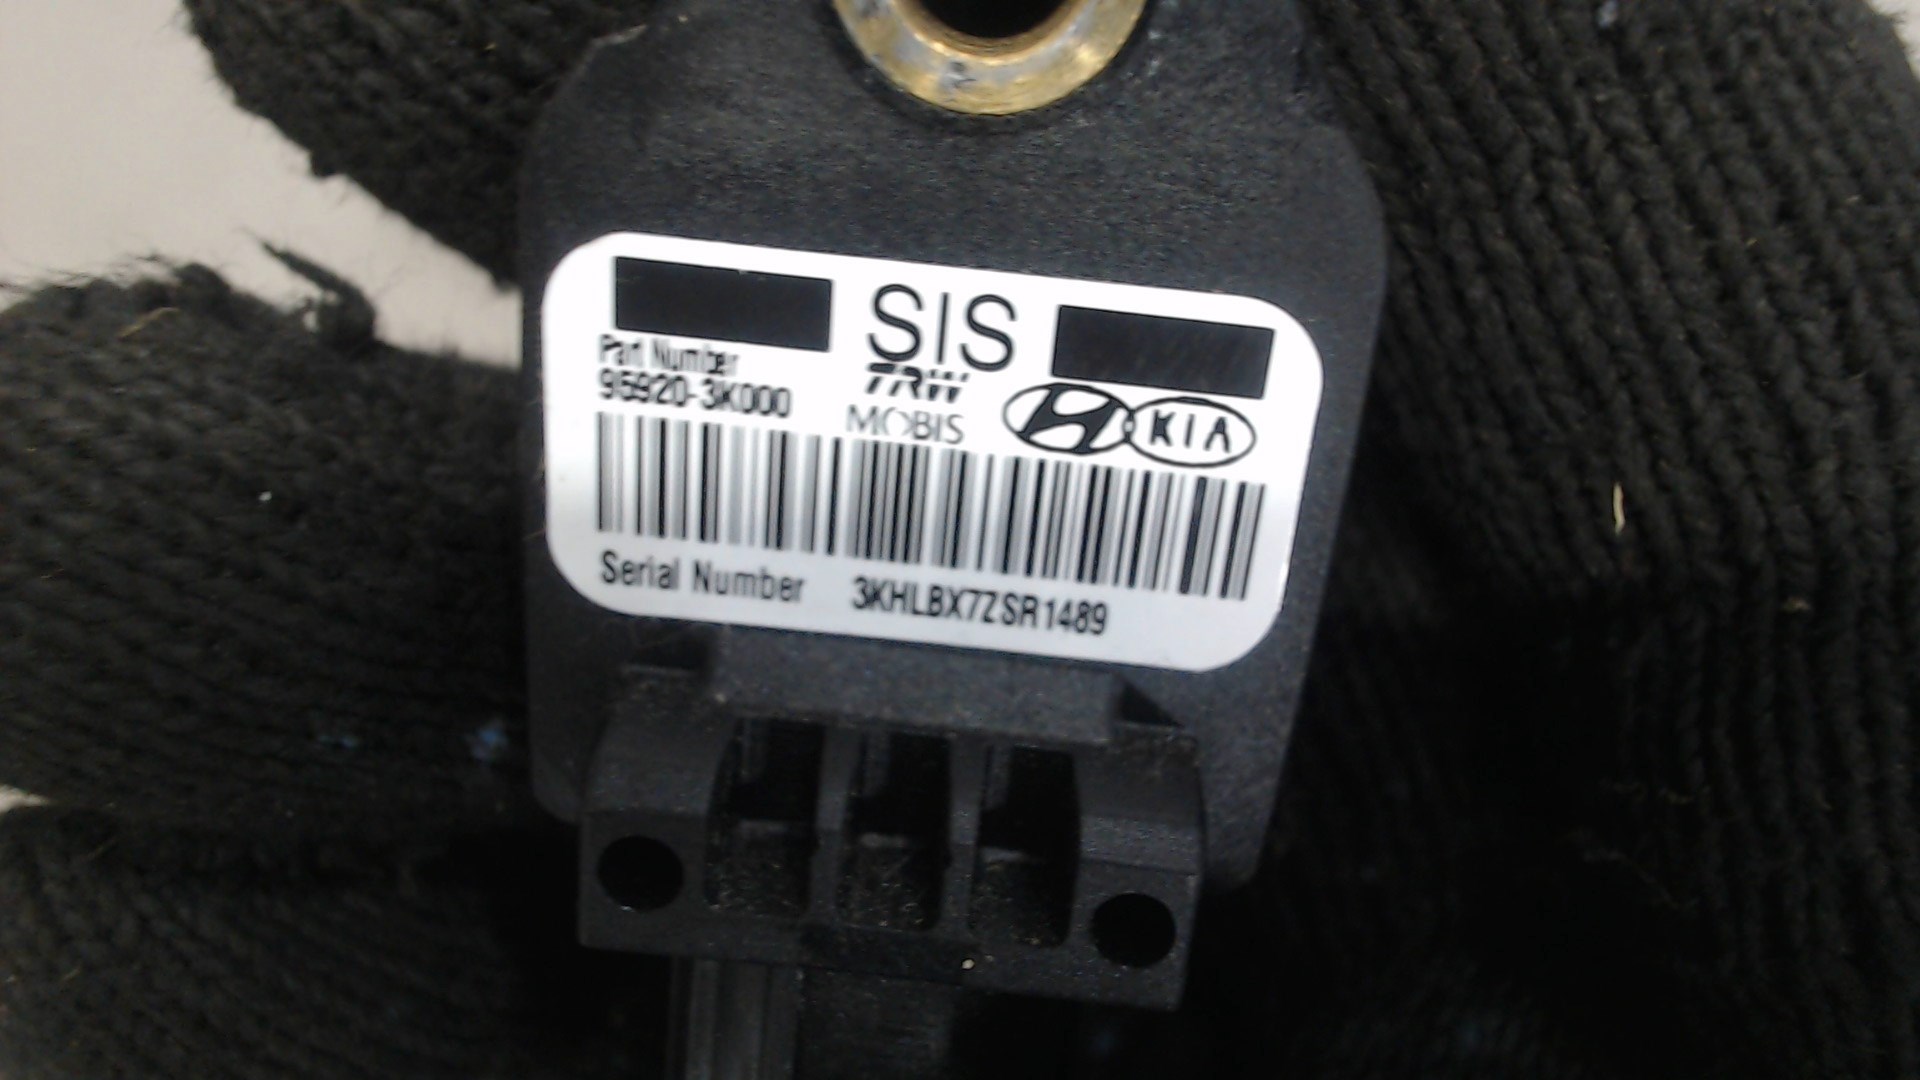 SIS
Part Number
95920-3K000
TRW
MOBIS
KIA
Serial Number 3KHLBX7ZSR1489